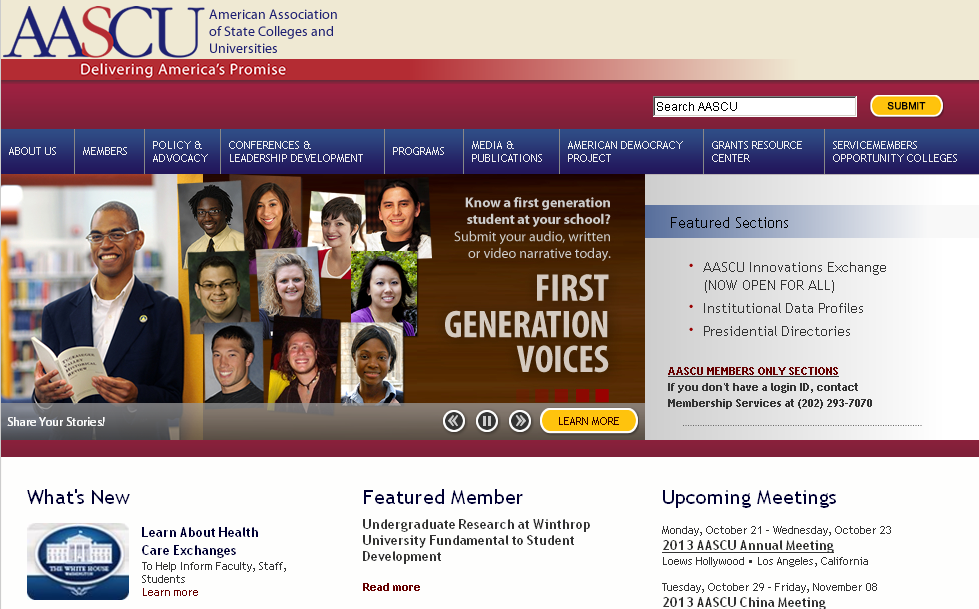 AASCU
American Association
of State Colleges and
Universities
Delivering America's Promise
Search AASCU
SUBMIT
ABOUT US
MEMBERS
POLICY &
ADVOCACY
CONFERENCES &
LEADERSHIP DEVELOPMENT
PROGRAMS
MEDIA &
PUBLICATIONS
AMERICAN DEMOCRACY
PROJECT
GRANTS RESOURCE
CENTER
SERVICEMEMBERS
OPPORTUNITY COLLEGES
Know a first generation
student at your school?
Submit your audio, written
or video narrative today.
FIRST
GENERATION
VOICES
TUCKASEGEE
VALLEY
HISTORICAL
REVIEW
Share Your Stories!
LEARN MORE
Featured Sections
• AASCU Innovations Exchange
(NOW OPEN FOR ALL)
• Institutional Data Profiles
• Presidential Directories
AASCU MEMBERS ONLY SECTIONS
If you don't have a login ID, contact
Membership Services at (202) 293-7070
What's New
THE WHITE HOUSE
WASHINGTON
Learn About Health
Care Exchanges
To Help Inform Faculty, Staff,
Students
Learn more
Featured Member
Undergraduate Research at Winthrop
University Fundamental to Student
Development
Read more
Upcoming Meetings
Monday, October 21 - Wednesday, October 23
2013 AASCU Annual Meeting
Loews Hollywood • Los Angeles, California
Tuesday, October 29 - Friday, November 08
2013 AASCU China Meeting